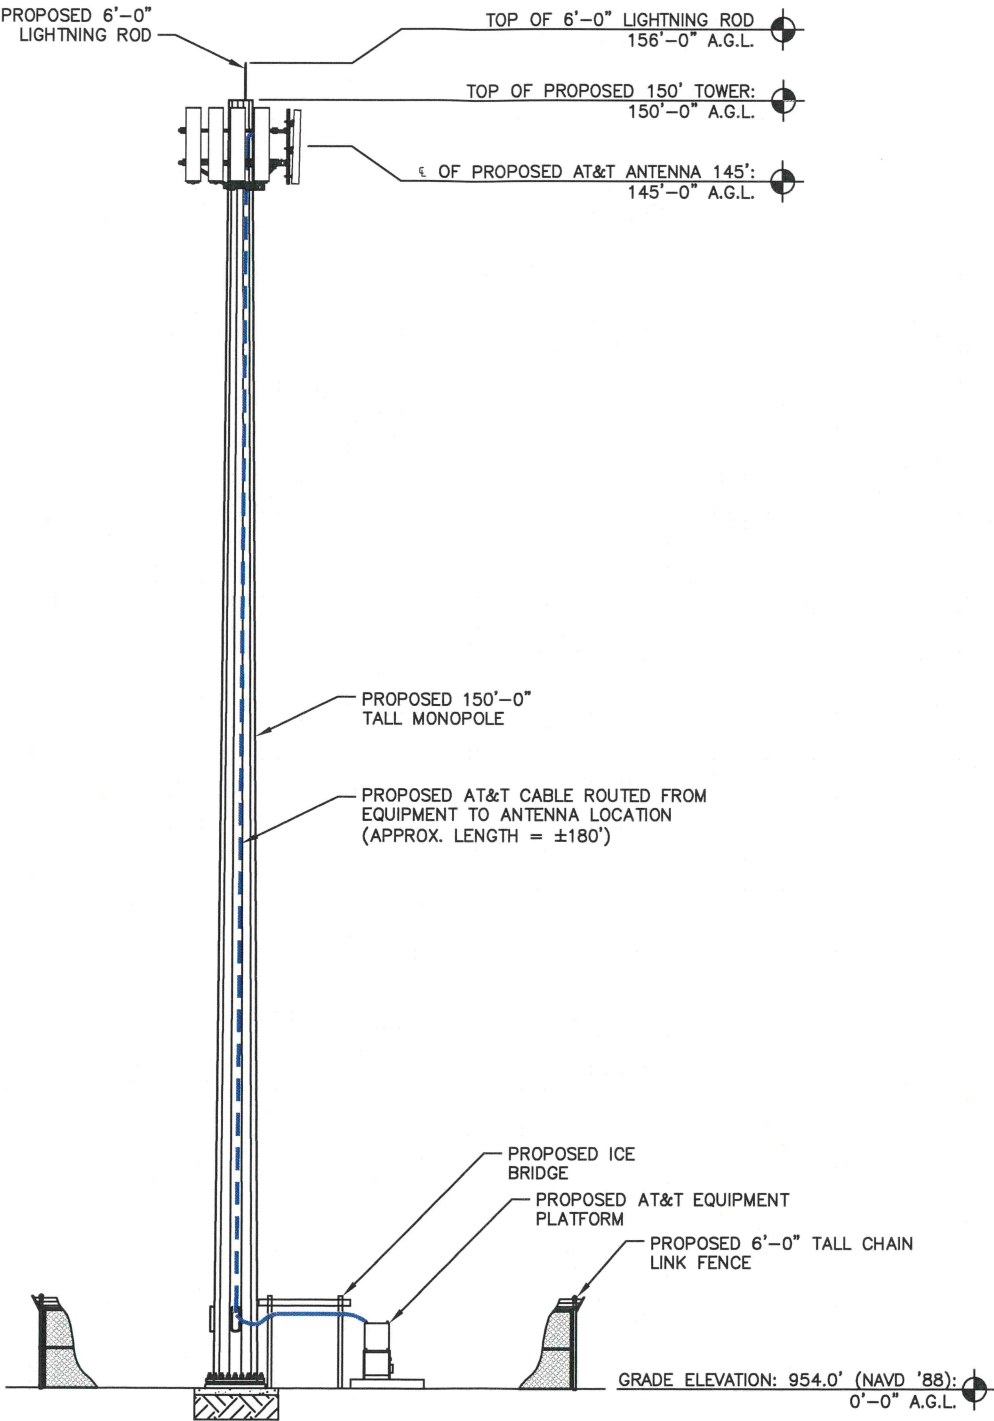 PROPOSED 6'-0"
LIGHTNING ROD
TOP OF 6'-0" LIGHTNING ROD
156'-0" A.G.L.
TOP OF PROPOSED 150' TOWER:
150'-0" A.G.L.
℄ OF PROPOSED AT&T ANTENNA 145':
145'-0" A.G.L.
PROPOSED 150'-0"
TALL MONOPOLE
PROPOSED AT&T CABLE ROUTED FROM
EQUIPMENT TO ANTENNA LOCATION
(APPROX. LENGTH = ±180')
PROPOSED ICE
BRIDGE
PROPOSED AT&T EQUIPMENT
PLATFORM
PROPOSED 6'-0" TALL CHAIN
LINK FENCE
GRADE ELEVATION: 954.0' (NAVD '88):
0'-0" A.G.L.